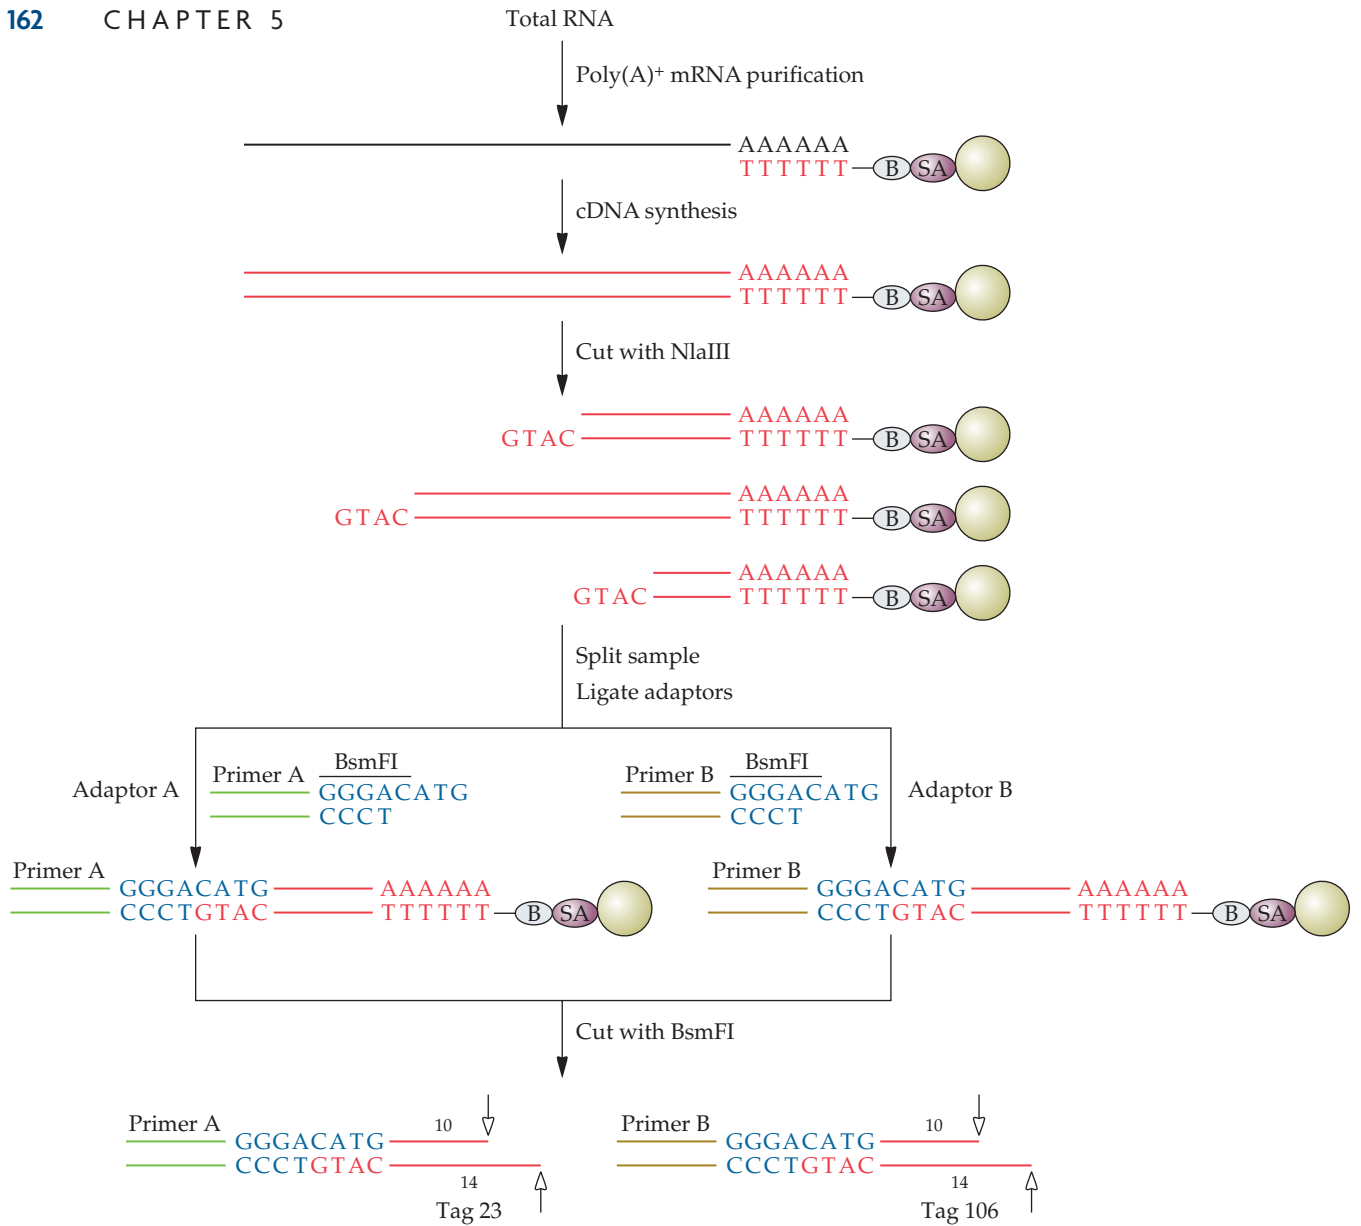 162 CHAPTER 5
Total RNA
Poly(A)+ mRNA purification
AAAAAA
TTTTTT B SA
cDNA synthesis
AAAAAA
TTTTTT B SA
Cut with NlaIII
AAAAAA
GTAC TTTTTT B SA
AAAAAA
GTAC TTTTTT B SA
AAAAAA
GTAC TTTTTT B SA
Split sample
Ligate adaptors
Adaptor A
Primer A BsmFI
GGGACATG
CCCT
Primer B BsmFI
GGGACATG
CCCT
Adaptor B
Primer A
GGGACATG AAAAAA
CCCTGTAC TTTTTT B SA
Primer B
GGGACATG AAAAAA
CCCTGTAC TTTTTT B SA
Cut with BsmFI
Primer A 10
GGGACATG
CCCTGTAC
14
Tag 23
Primer B 10
GGGACATG
CCCTGTAC
14
Tag 106